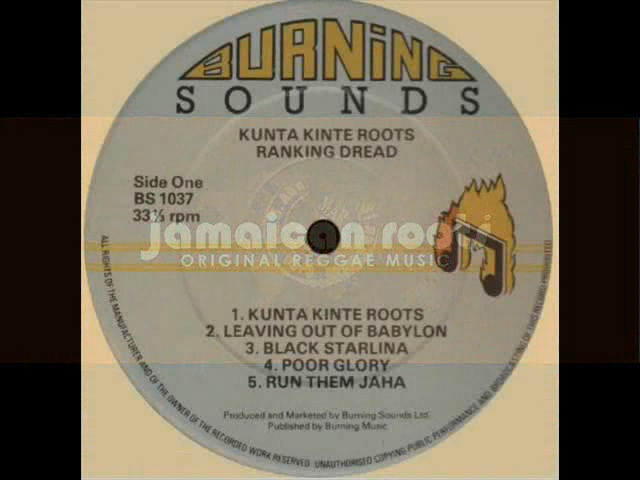 BURNiNG
SOUNDS
KUNTA KINTE ROOTS
RANKING DREAD
Side One
BS 1037
33⅓ rpm
jamaican roots
ORIGINAL REGGAE MUSIC
1. KUNTA KINTE ROOTS
2. LEAVING OUT OF BABYLON
3. BLACK STARLINA
4. POOR GLORY
5. RUN THEM JAHA
Produced and Marketed by Burning Sounds Ltd.
Published by Burning Music
ALL RIGHTS OF THE MANUFACTURER AND OF THE OWNER OF THE RECORDED WORK RESERVED UNAUTHORISED COPYING PUBLIC PERFORMANCE AND BROADCASTING OF THIS RECORD PROHIBITED